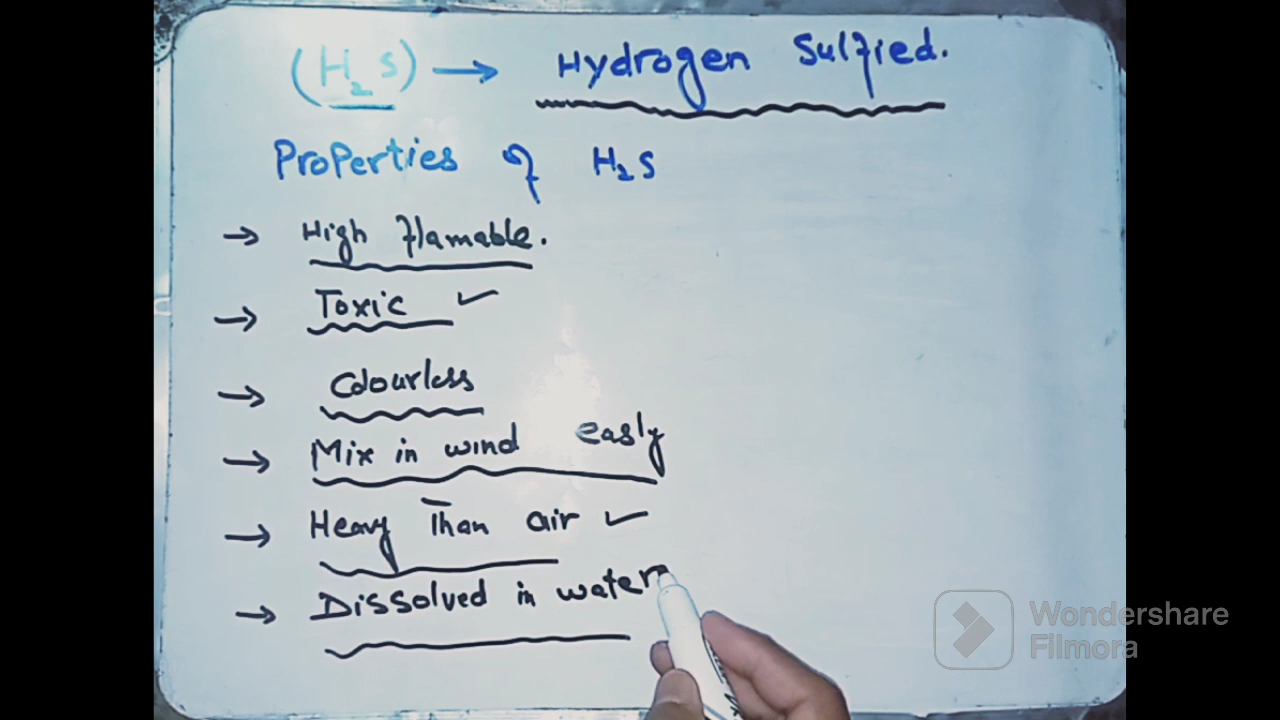 (H₂S) → Hydrogen Sulfied.
Properties of H₂S
→ High flamable.
→ Toxic ✓
→ Colourless
→ Mix in wind easly
→ Heavy Than air ✓
→ Dissolved in water
Wondershare
Filmora